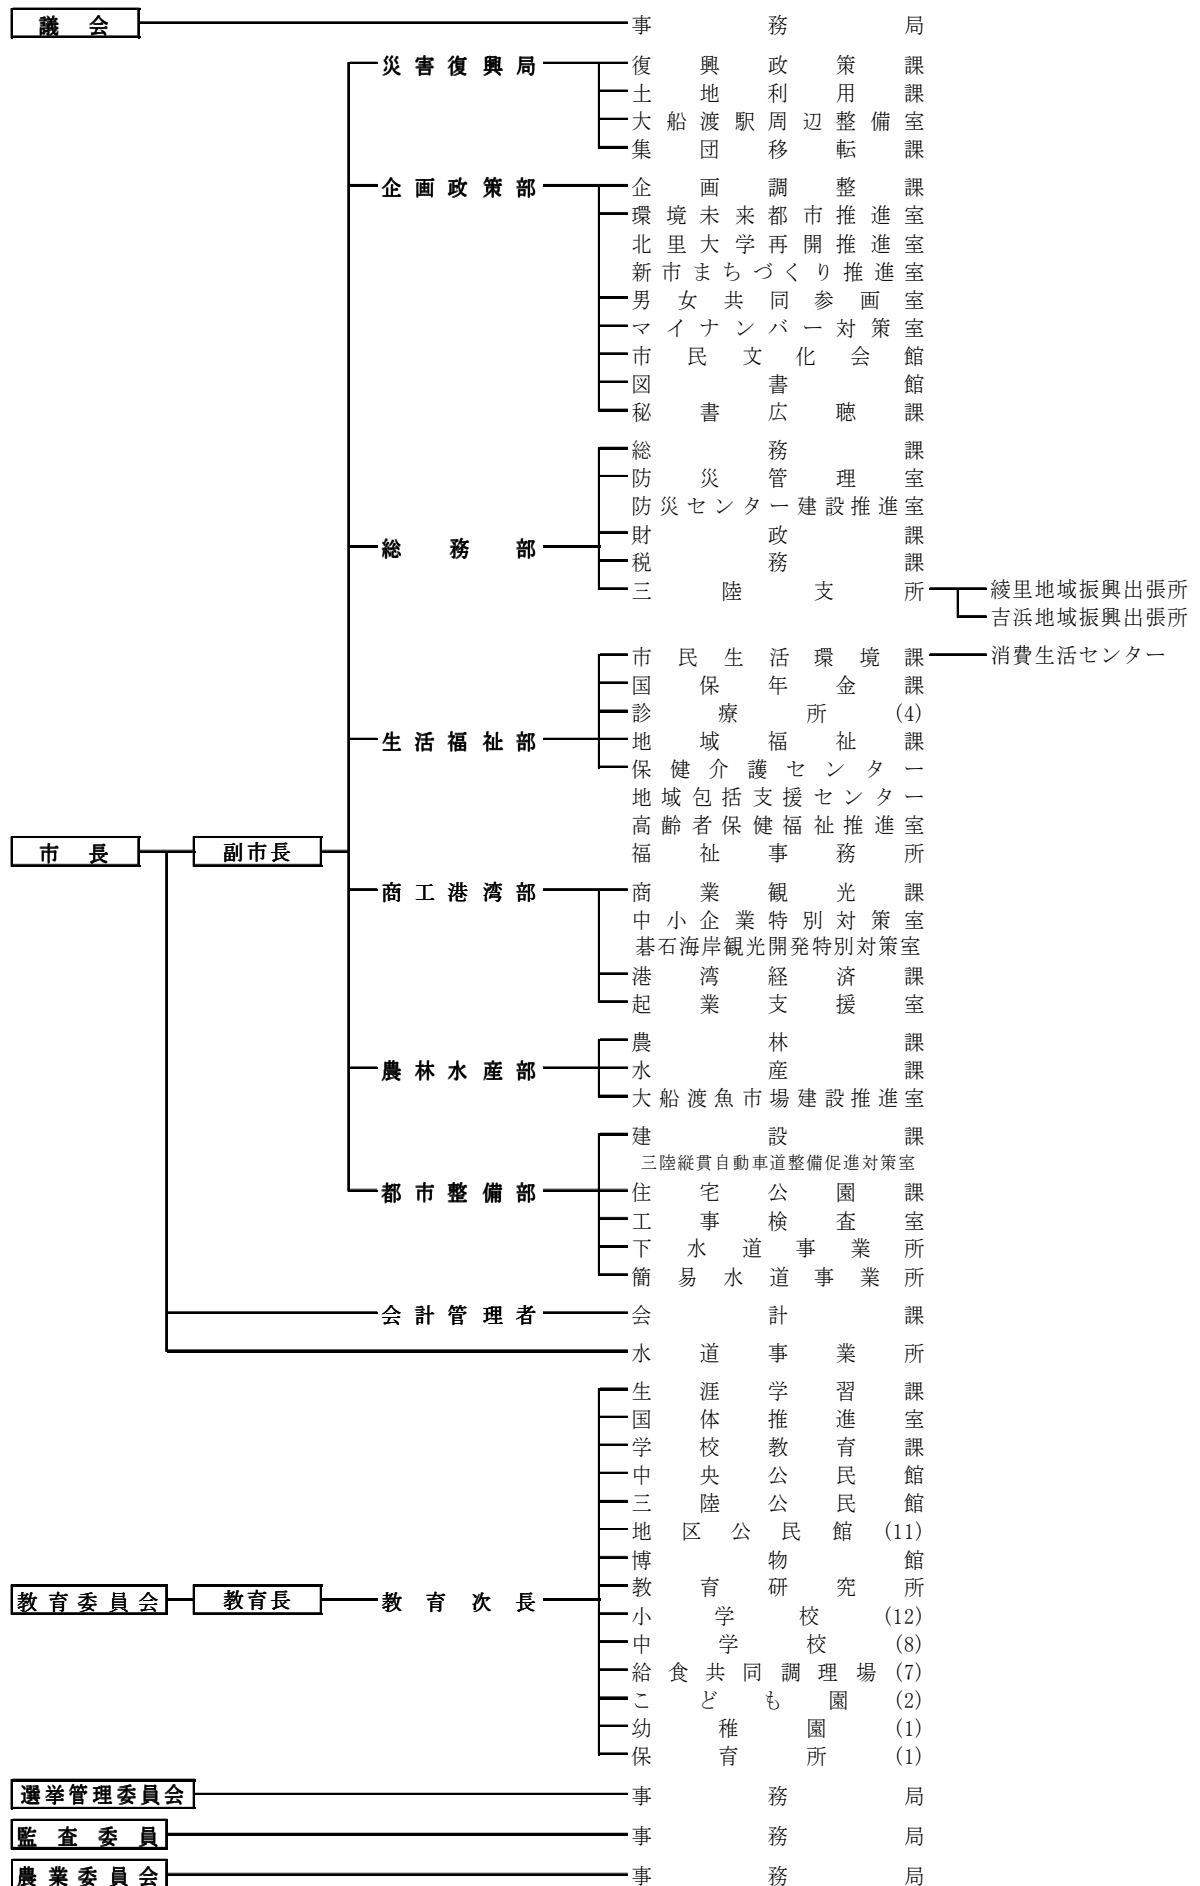 議会 事務局
災害復興局 復興政策課
土地利用課
大船渡駅周辺整備室
集団移転課
企画政策部 企画調整課
環境未来都市推進室
北里大学再開推進室
新市まちづくり推進室
男女共同参画室
マイナンバー対策室
市民文化会館
図書館
秘書広聴課
総務課
防災管理室
防災センター建設推進室
財政課
総務部
税務課
三陸支所 綾里地域振興出張所
吉浜地域振興出張所
市民生活環境課 消費生活センター
国保年金課
診療所(4)
生活福祉部 地域福祉課
保健介護センター
地域包括支援センター
高齢者保健福祉推進室
市長 副市長 福祉事務所
商工港湾部 商業観光課
中小企業特別対策室
碁石海岸観光開発特別対策室
港湾経済課
起業支援室
農林課
農林水産部 水産課
大船渡魚市場建設推進室
建設課
三陸縦貫自動車道整備促進対策室
都市整備部 住宅公園課
工事検査室
下水道事業所
簡易水道事業所
会計管理者 会計課
水道事業所
生涯学習課
国体推進室
学校教育課
中央公民館
三陸公民館
地区公民館(11)
博物館
教育研究所
教育委員会 教育長 教育次長
小学校(12)
中学校(8)
給食共同調理場(7)
こども園(2)
幼稚園(1)
保育所(1)
選挙管理委員会 事務局
監査委員 事務局
農業委員会 事務局